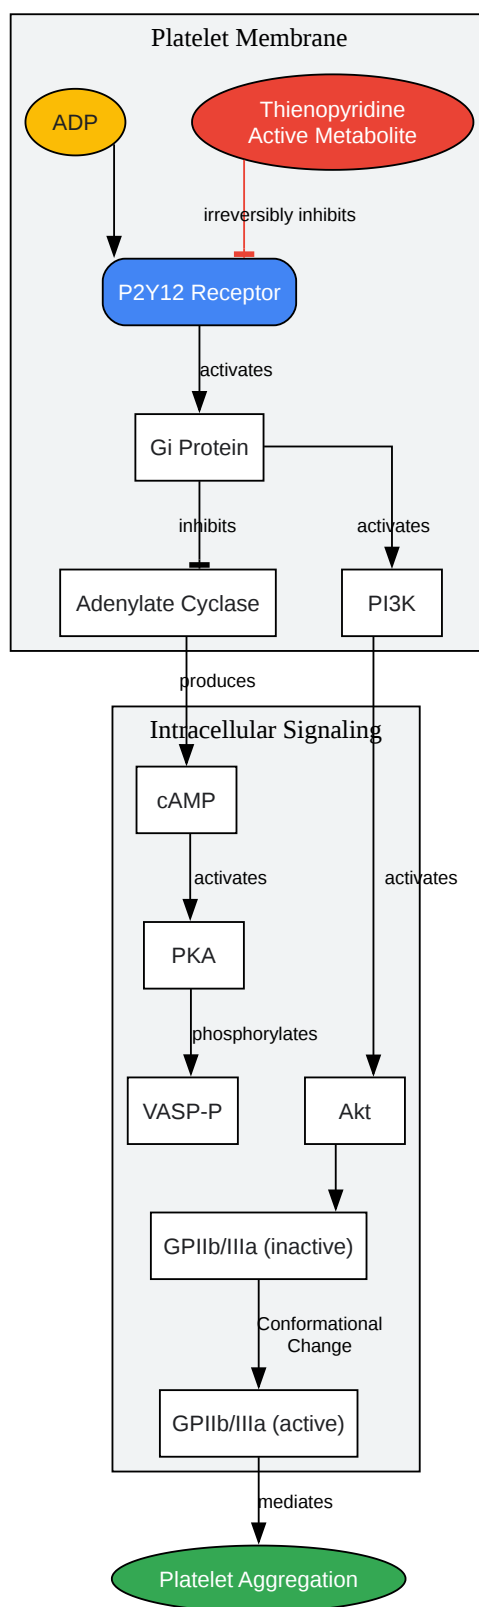 Platelet Membrane
ADP
Thienopyridine
Active Metabolite
irreversibly inhibits
P2Y12 Receptor
activates
Gi Protein
inhibits
activates
Adenylate Cyclase
PI3K
produces
Intracellular Signaling
cAMP
activates
activates
PKA
phosphorylates
VASP-P
Akt
GPIIb/IIIa (inactive)
Conformational
Change
GPIIb/IIIa (active)
mediates
Platelet Aggregation